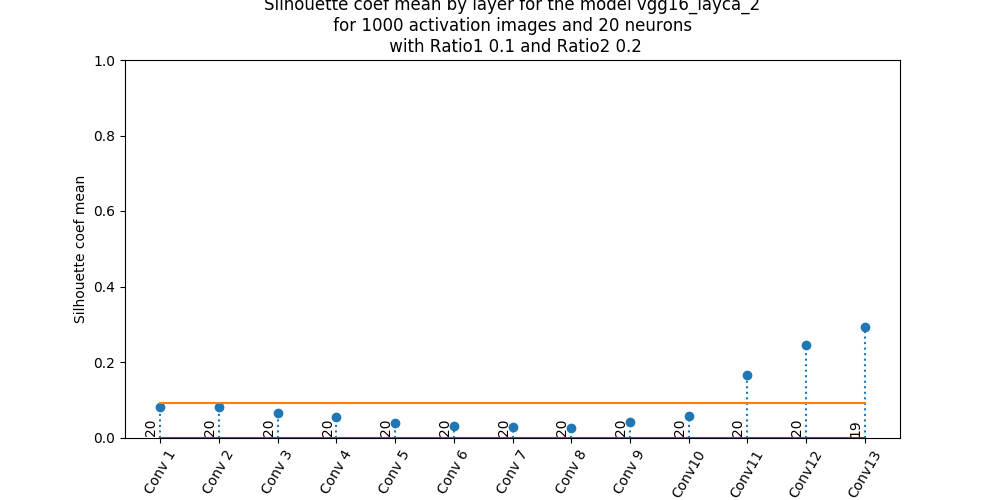 Silhouette coef mean by layer for the model vgg16_layca_2
for 1000 activation images and 20 neurons
with Ratio1 0.1 and Ratio2 0.2
Silhouette coef mean
1.0
0.8
0.6
0.4
0.2
0.0
20 20 20 20 20 20 20 20 20 20 20 20 19
Conv 1 Conv 2 Conv 3 Conv 4 Conv 5 Conv 6 Conv 7 Conv 8 Conv 9 Conv10 Conv11 Conv12 Conv13